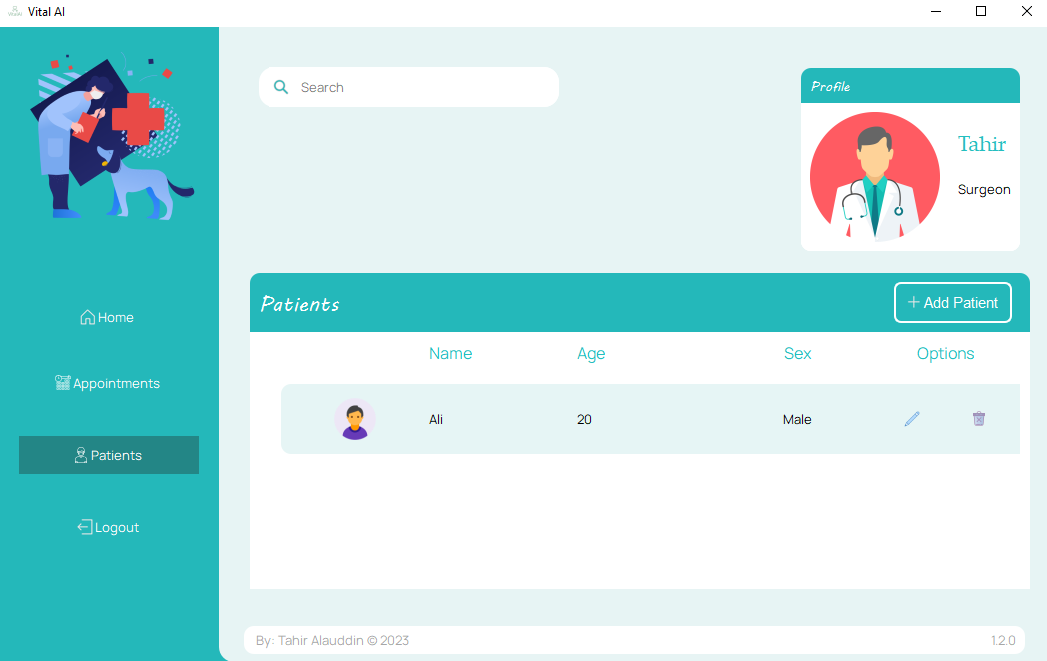 Vital AI
Search
Profile
Tahir
Surgeon
Home
Appointments
Patients
Logout
Patients
Add Patient
Name Age Sex Options
Ali 20 Male
By: Tahir Alauddin © 2023
1.2.0